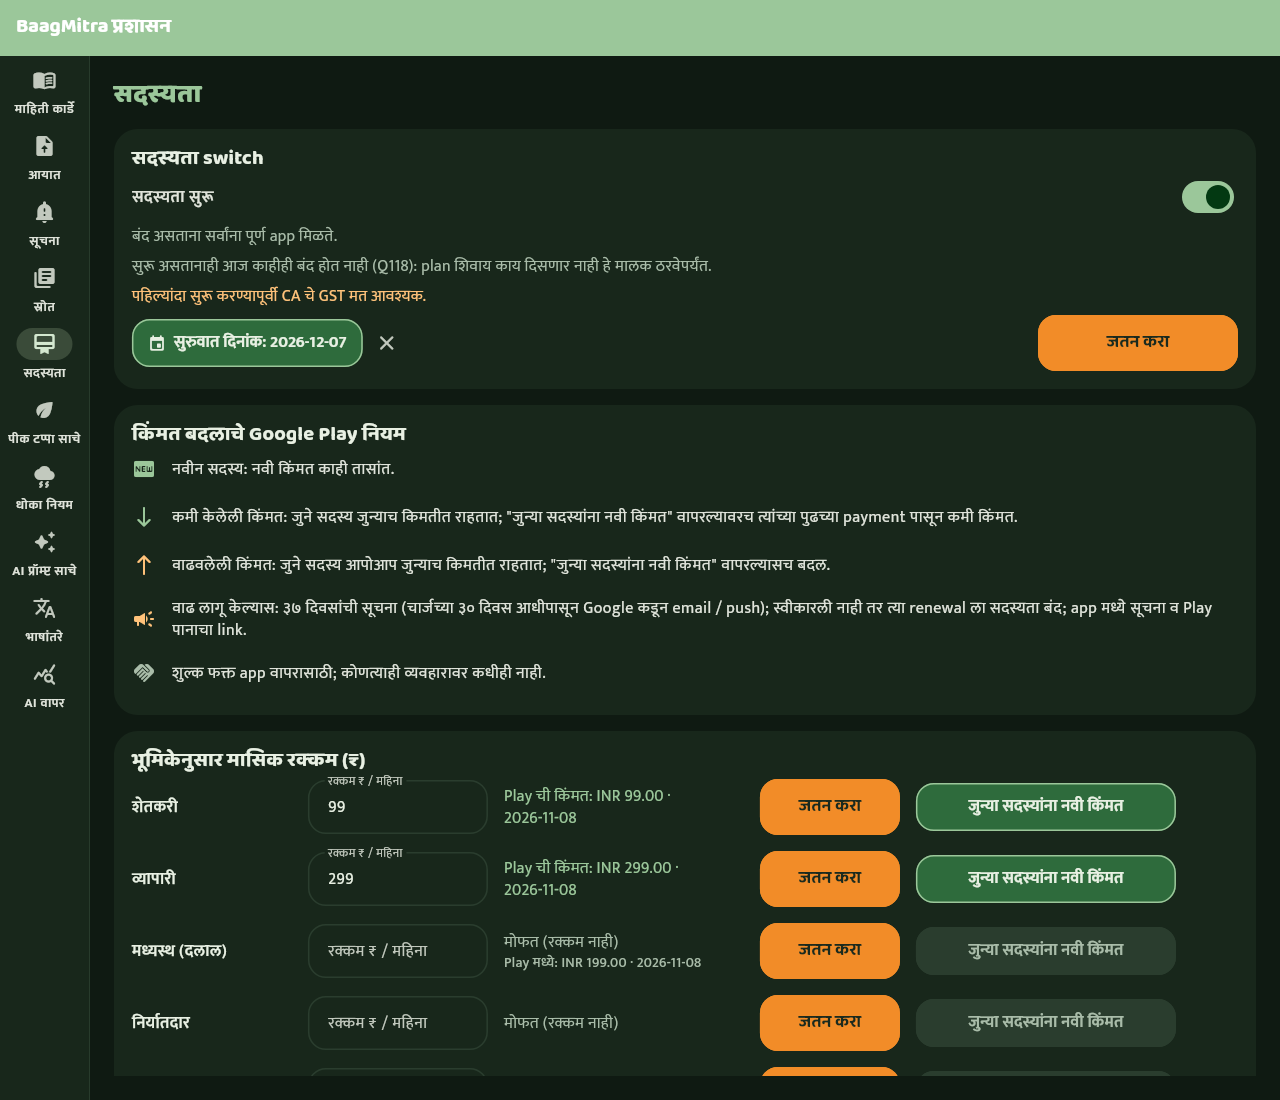 BaagMitra प्रशासन
माहिती कार्डे
आयात
सूचना
स्रोत
सदस्यता
पीक टप्पा साचे
धोका नियम
AI प्रॉम्प्ट साचे
भाषांतरे
AI वापर
सदस्यता
सदस्यता switch
सदस्यता सुरू
बंद असताना सर्वांना पूर्ण app मिळते.
सुरू असतानाही आज काहीही बंद होत नाही (Q118): plan शिवाय काय दिसणार नाही हे मालक ठरवेपर्यंत.
पहिल्यांदा सुरू करण्यापूर्वी CA चे GST मत आवश्यक.
सुरुवात दिनांक: 2026-12-07
जतन करा
किंमत बदलाचे Google Play नियम
NEW नवीन सदस्य: नवी किंमत काही तासांत.
कमी केलेली किंमत: जुने सदस्य जुन्याच किमतीत राहतात; "जुन्या सदस्यांना नवी किंमत" वापरल्यावरच त्यांच्या पुढच्या payment पासून कमी किंमत.
वाढवलेली किंमत: जुने सदस्य आपोआप जुन्याच किमतीत राहतात; "जुन्या सदस्यांना नवी किंमत" वापरल्यासच बदल.
वाढ लागू केल्यास: ३७ दिवसांची सूचना (चार्जच्या ३० दिवस आधीपासून Google कडून email / push); स्वीकारली नाही तर त्या renewal ला सदस्यता बंद; app मध्ये सूचना व Play
पानाचा link.
शुल्क फक्त app वापरासाठी; कोणत्याही व्यवहारावर कधीही नाही.
भूमिकेनुसार मासिक रक्कम (₹)
शेतकरी
रक्कम ₹ / महिना
99
Play ची किंमत: INR 99.00 ·
2026-11-08
जतन करा
जुन्या सदस्यांना नवी किंमत
व्यापारी
रक्कम ₹ / महिना
299
Play ची किंमत: INR 299.00 ·
2026-11-08
जतन करा
जुन्या सदस्यांना नवी किंमत
मध्यस्थ (दलाल)
रक्कम ₹ / महिना
मोफत (रक्कम नाही)
Play मध्ये: INR 199.00 · 2026-11-08
जतन करा
जुन्या सदस्यांना नवी किंमत
निर्यातदार
रक्कम ₹ / महिना
मोफत (रक्कम नाही)
जतन करा
जुन्या सदस्यांना नवी किंमत